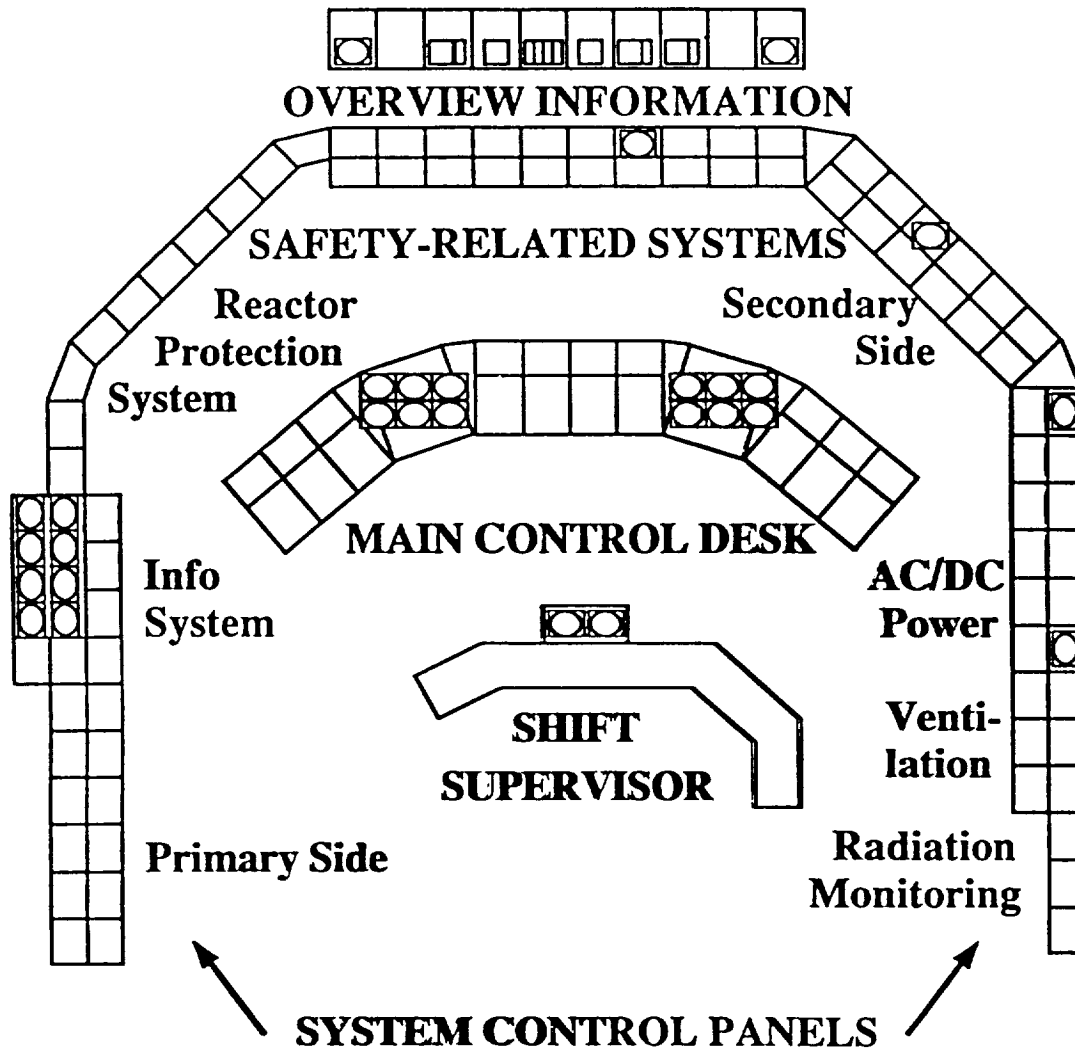 OVERVIEW INFORMATION
SAFETY-RELATED SYSTEMS
Reactor
Protection
System
Secondary
Side
MAIN CONTROL DESK
Info
System
AC/DC
Power
SHIFT
SUPERVISOR
Venti-
lation
Primary Side
Radiation
Monitoring
SYSTEM CONTROL PANELS